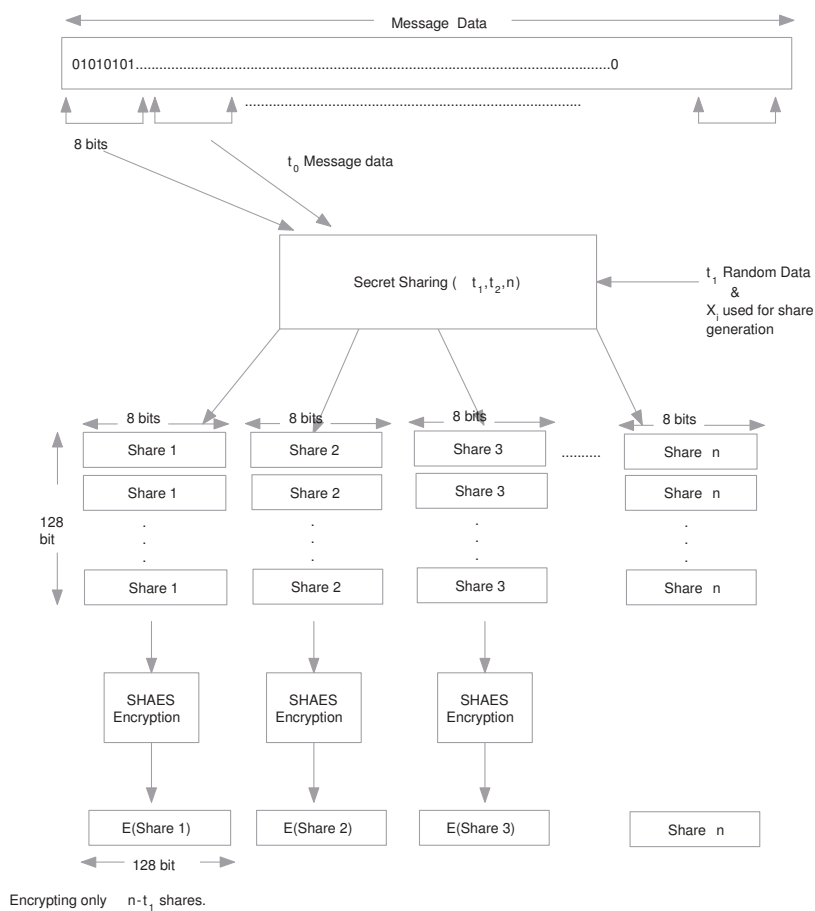 Message Data
01010101.......................................................................................................................0
....................................................................................
8 bits
t₀ Message data
Secret Sharing ( t₁,t₂,n)
t₁ Random Data
&
Xᵢ used for share
generation
8 bits 8 bits 8 bits 8 bits
Share 1 Share 2 Share 3 .......... Share n
Share 1 Share 2 Share 3 Share n
128
bit
. . . .
. . . .
. . . .
Share 1 Share 2 Share 3 Share n
SHAES SHAES SHAES
Encryption Encryption Encryption
E(Share 1) E(Share 2) E(Share 3) Share n
128 bit
Encrypting only n-t₁ shares.